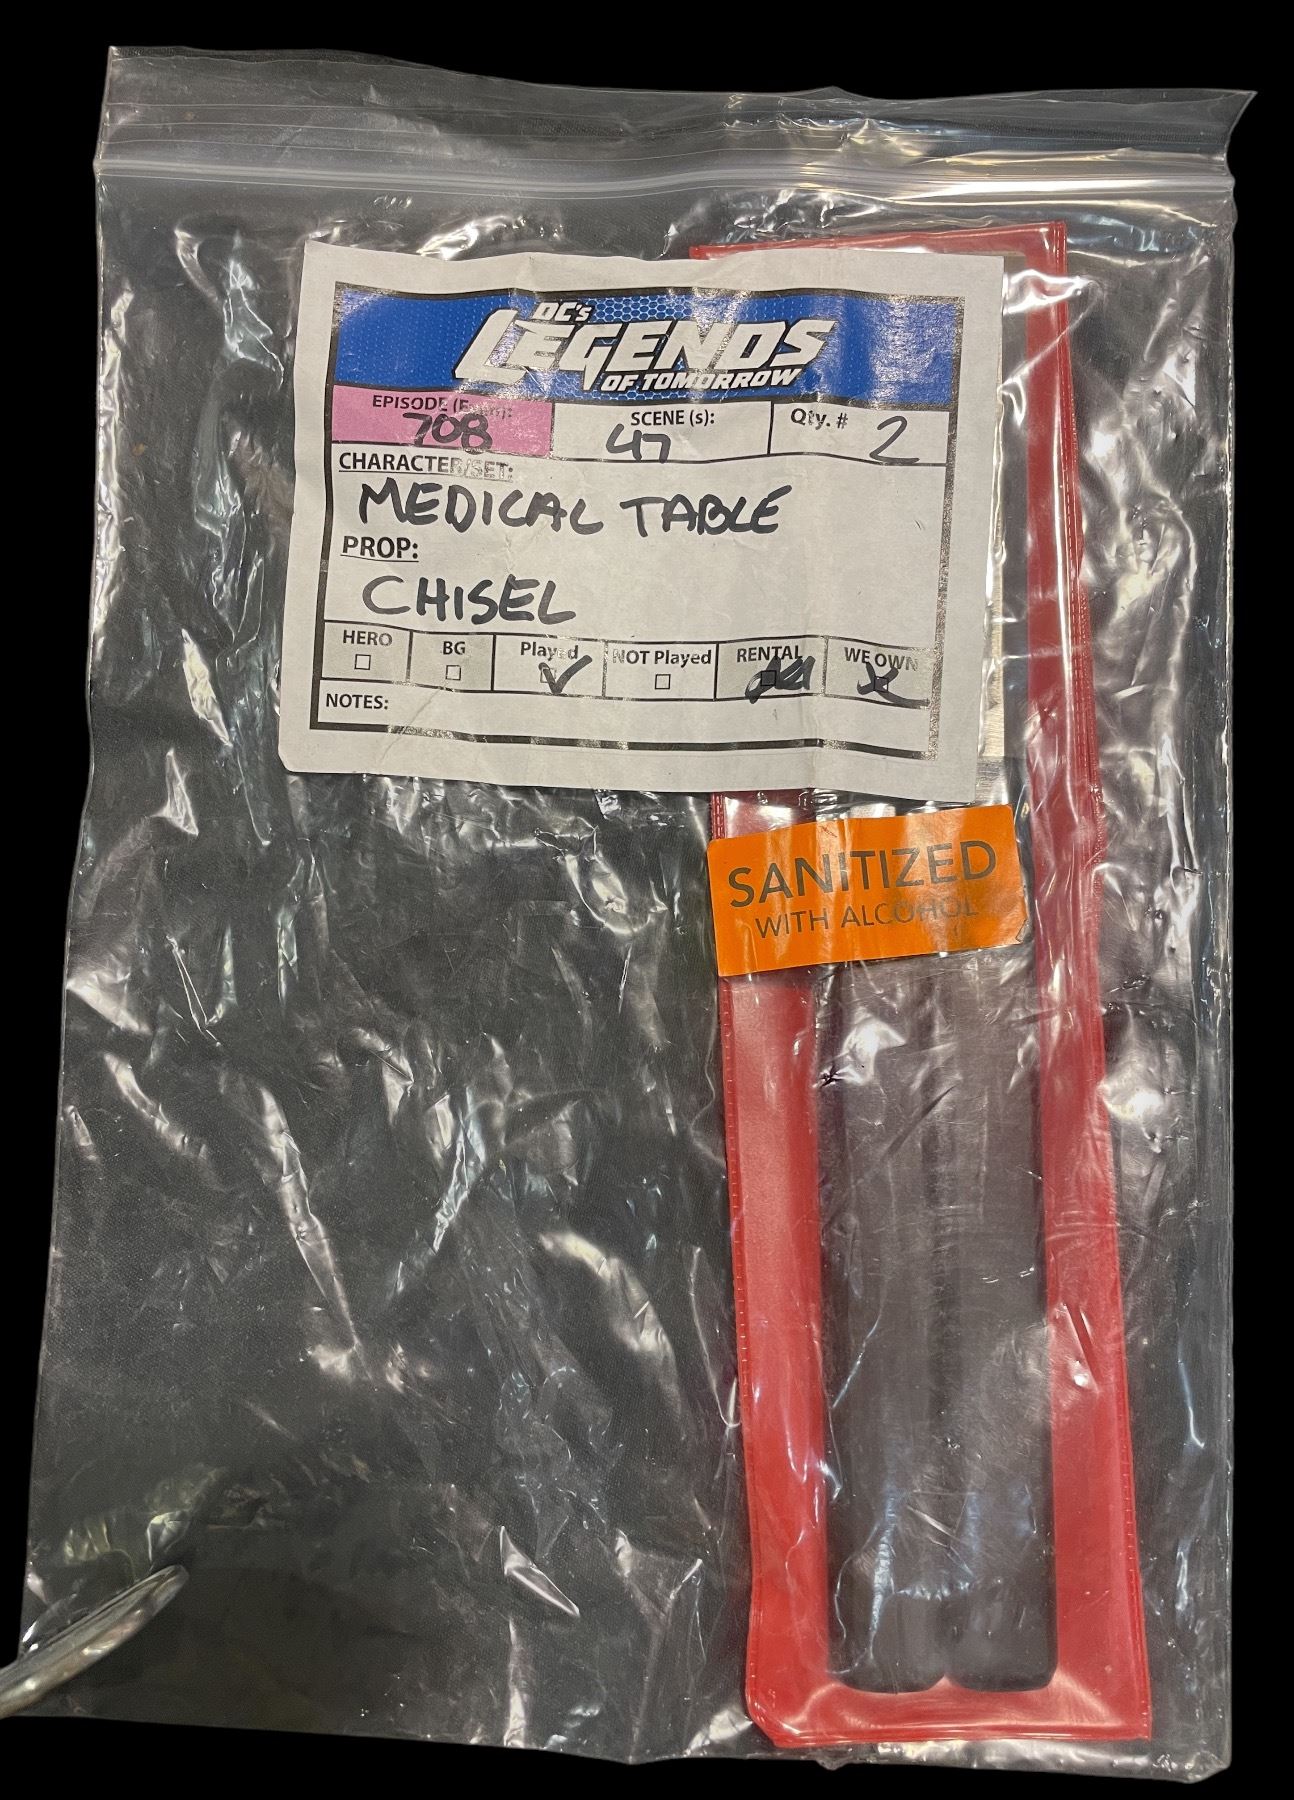 DC's
LEGENDS
OF TOMORROW
EPISODE
708
SCENE (s):
47
Qty. #
2
CHARACTER/SET:
MEDICAL TABLE
PROP:
CHISEL
HERO
BG
Played
NOT Played
RENTAL
WE OWN
NOTES:
SANITIZED
WITH ALCOHOL